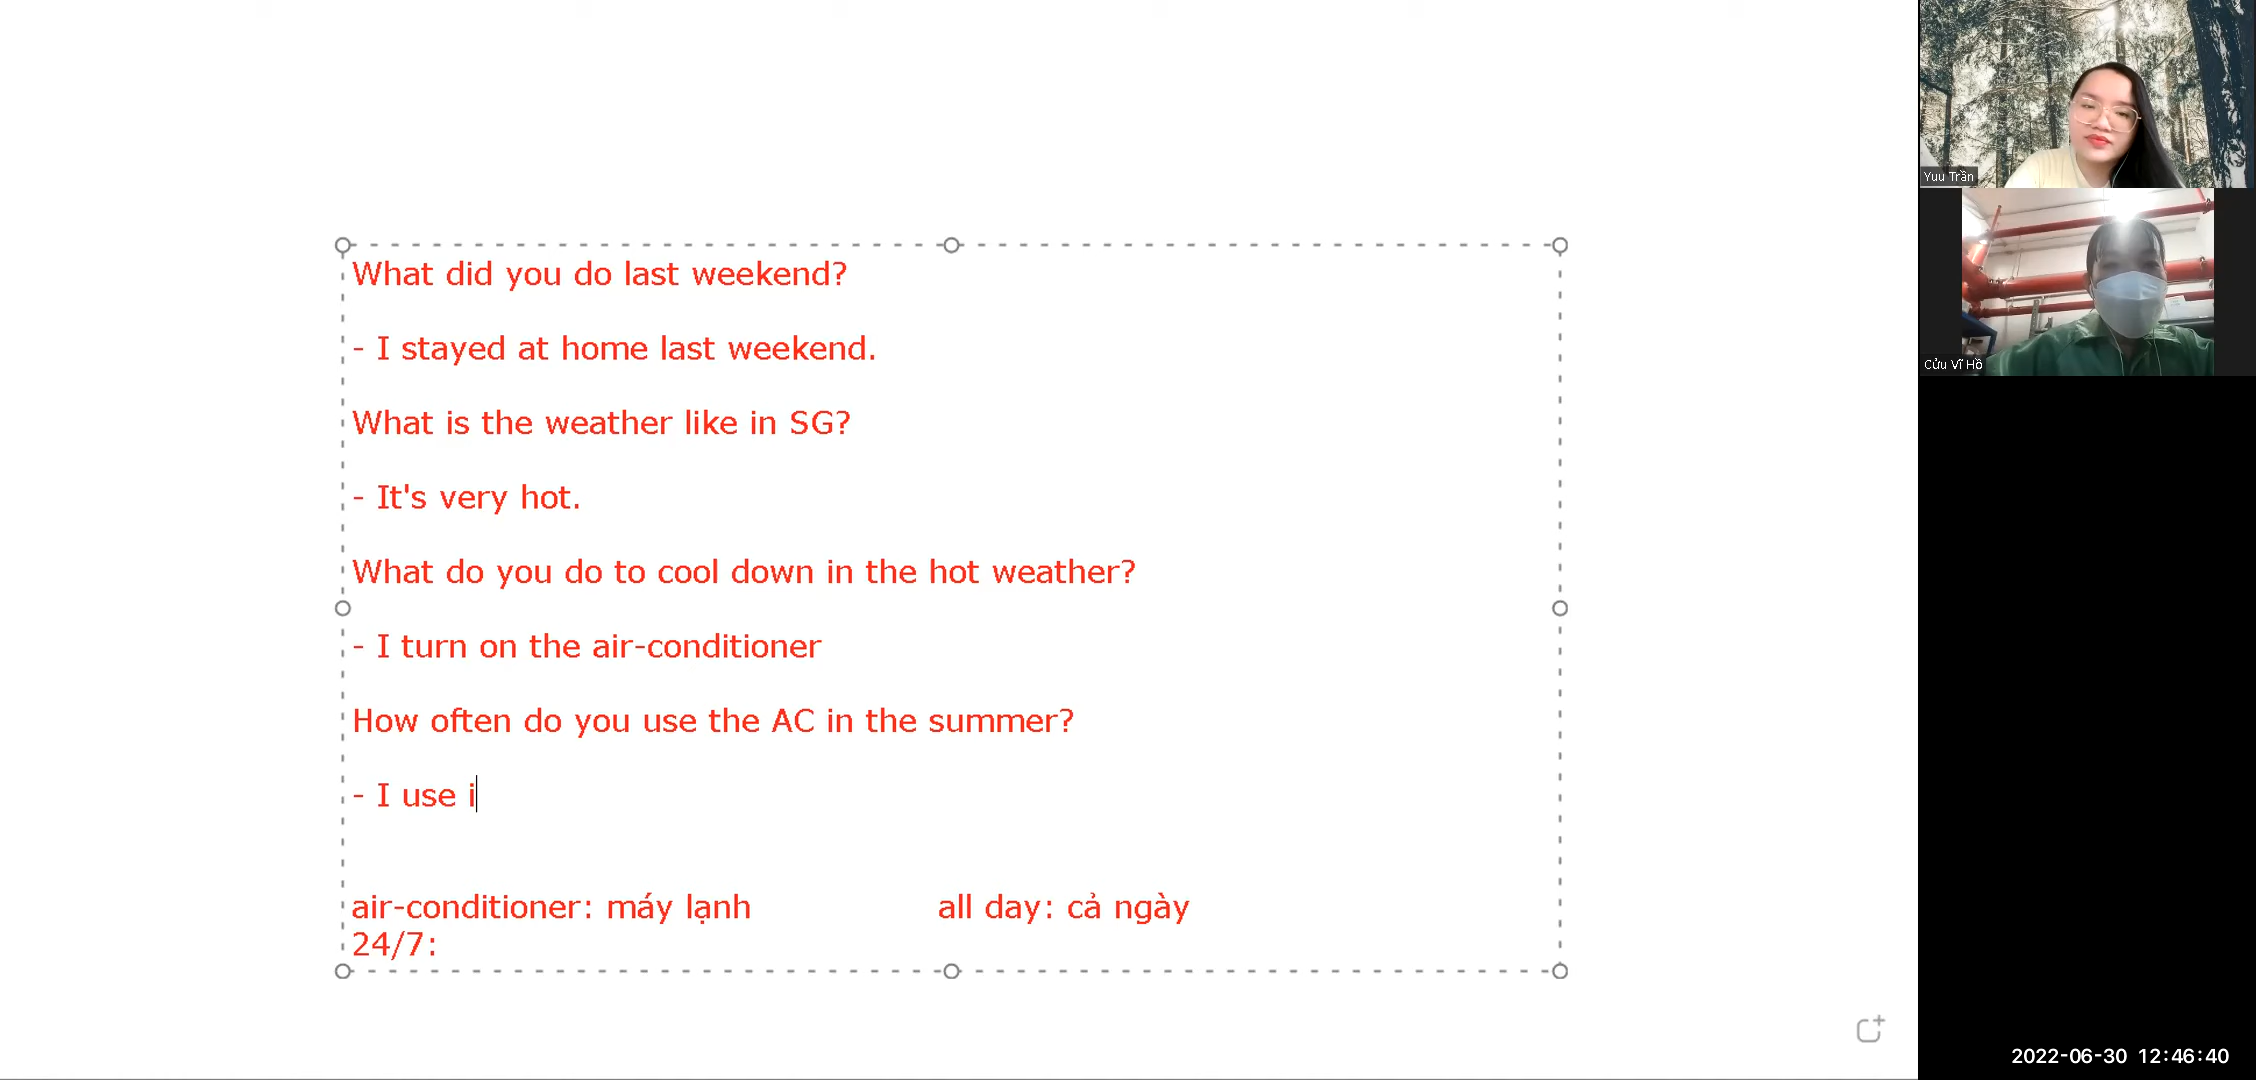 What did you do last weekend?
- I stayed at home last weekend.
What is the weather like in SG?
- It's very hot.
What do you do to cool down in the hot weather?
- I turn on the air-conditioner
How often do you use the AC in the summer?
- I use i
air-conditioner: máy lạnh all day: cả ngày
24/7:
Yuu Trần
Cửu Vĩ Hồ
2022-06-30 12:46:40